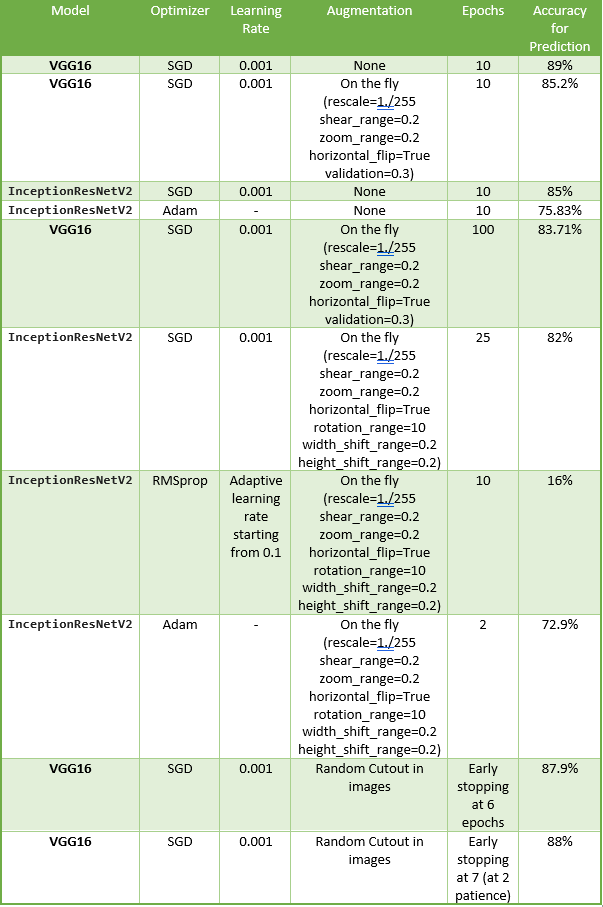 Model Optimizer Learning Rate Augmentation Epochs Accuracy for Prediction
VGG16 SGD 0.001 None 10 89%
VGG16 SGD 0.001 On the fly 10 85.2%
(rescale=1./255
shear_range=0.2
zoom_range=0.2
horizontal_flip=True
validation=0.3)
InceptionResNetV2 SGD 0.001 None 10 85%
InceptionResNetV2 Adam - None 10 75.83%
VGG16 SGD 0.001 On the fly 100 83.71%
(rescale=1./255
shear_range=0.2
zoom_range=0.2
horizontal_flip=True
validation=0.3)
InceptionResNetV2 SGD 0.001 On the fly 25 82%
(rescale=1./255
shear_range=0.2
zoom_range=0.2
horizontal_flip=True
rotation_range=10
width_shift_range=0.2
height_shift_range=0.2)
InceptionResNetV2 RMSprop Adaptive On the fly 10 16%
learning (rescale=1./255
rate shear_range=0.2
starting zoom_range=0.2
from 0.1 horizontal_flip=True
rotation_range=10
width_shift_range=0.2
height_shift_range=0.2)
InceptionResNetV2 Adam - On the fly 2 72.9%
(rescale=1./255
shear_range=0.2
zoom_range=0.2
horizontal_flip=True
rotation_range=10
width_shift_range=0.2
height_shift_range=0.2)
VGG16 SGD 0.001 Random Cutout in Early 87.9%
images stopping
at 6
epochs
VGG16 SGD 0.001 Random Cutout in Early 88%
images stopping
at 7 (at 2
patience)